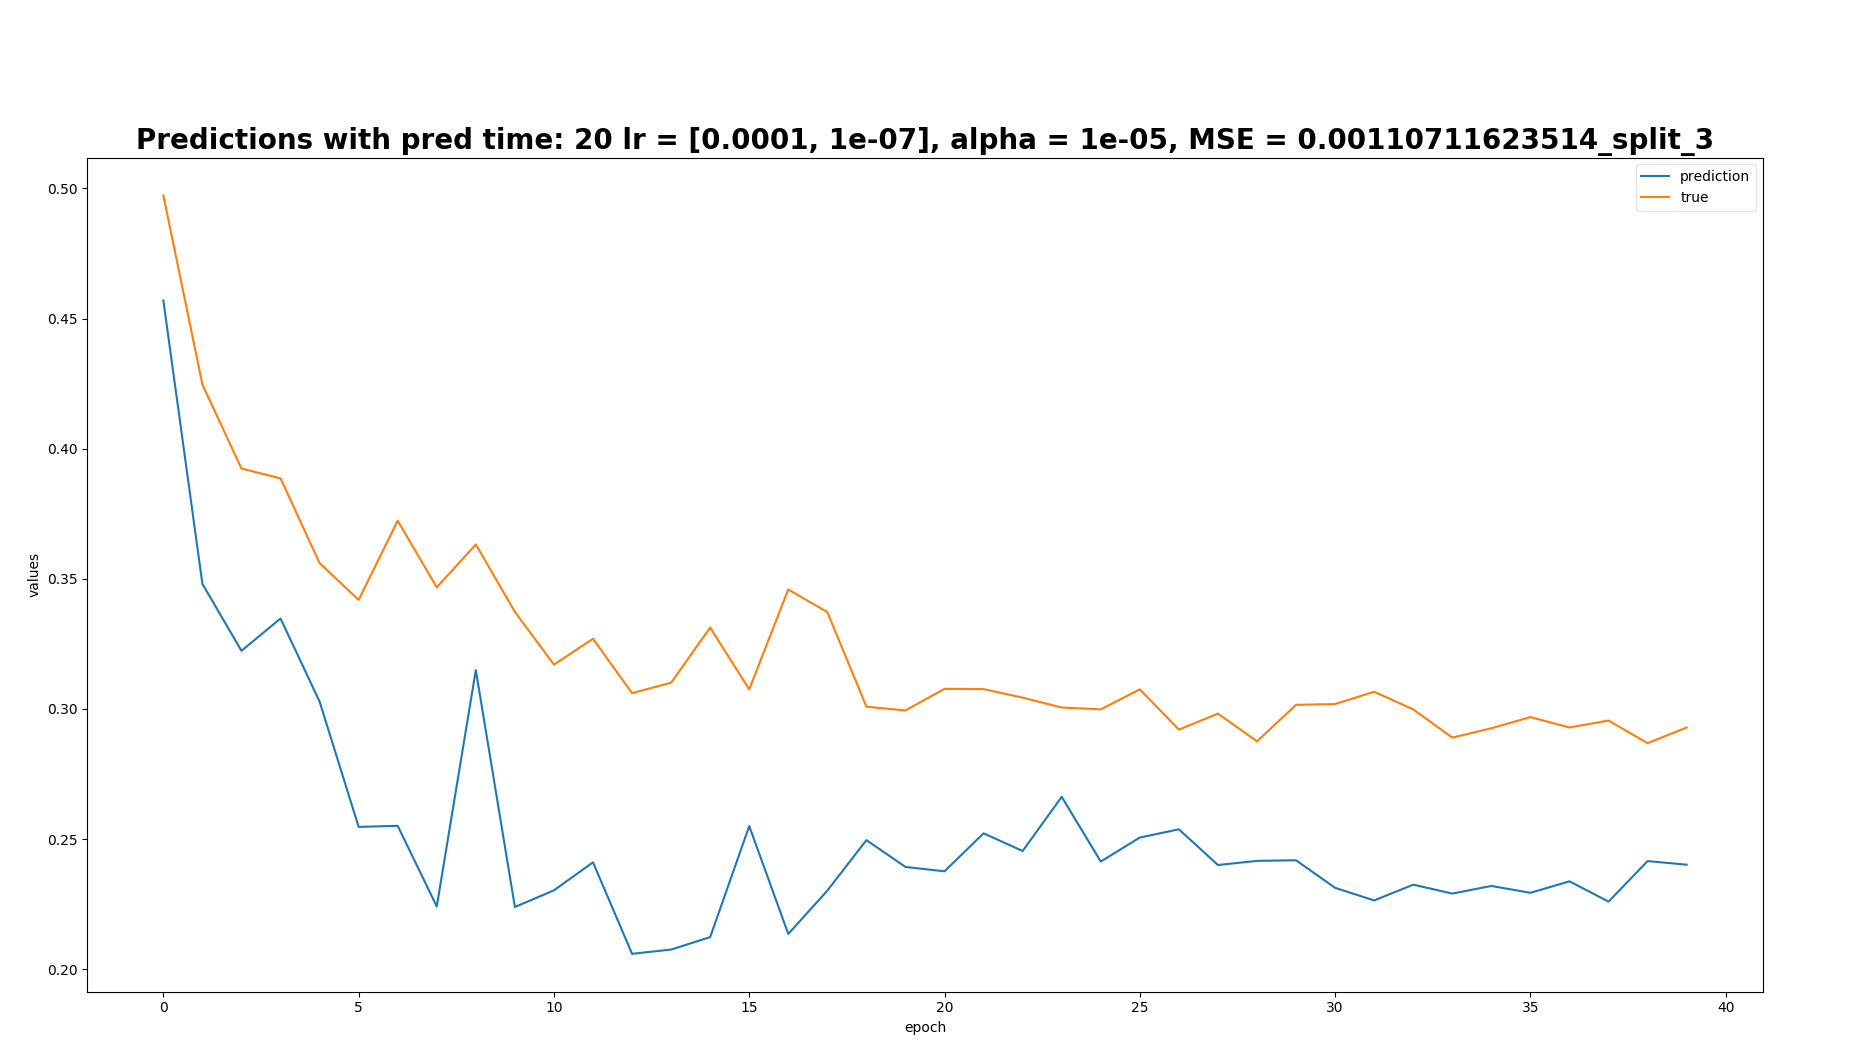 Predictions with pred time: 20 lr = [0.0001, 1e-07], alpha = 1e-05, MSE = 0.00110711623514_split_3
prediction
true
0.50
0.45
0.40
0.35
0.30
0.25
0.20
values
0 5 10 15 20 25 30 35 40
epoch